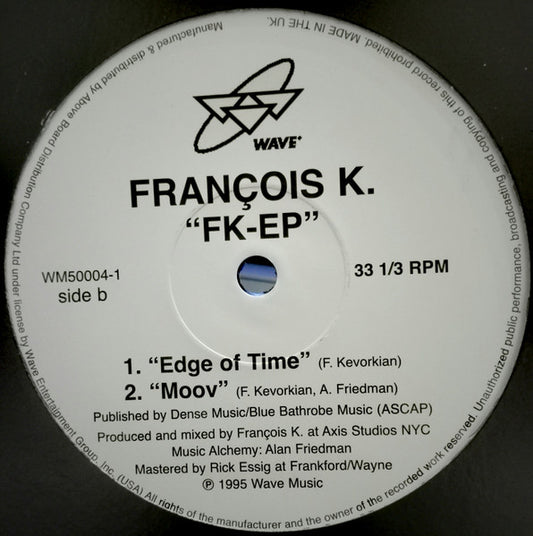 WAVE
FRANÇOIS K.
“FK-EP”
WM50004-1
side b
33 1/3 RPM
1. “Edge of Time” (F. Kevorkian)
2. “Moov” (F. Kevorkian, A. Friedman)
Published by Dense Music/Blue Bathrobe Music (ASCAP)
Produced and mixed by François K. at Axis Studios NYC
Music Alchemy: Alan Friedman
Mastered by Rick Essig at Frankford/Wayne
℗ 1995 Wave Music
Manufactured & distributed by Above Board Distribution Company Ltd under license by Wave Entertainment Group, Inc, (USA) All rights of the manufacturer and the owner of the recorded work reserved. Unauthorized public performance, broadcasting and copying of this record prohibited. MADE IN THE UK.